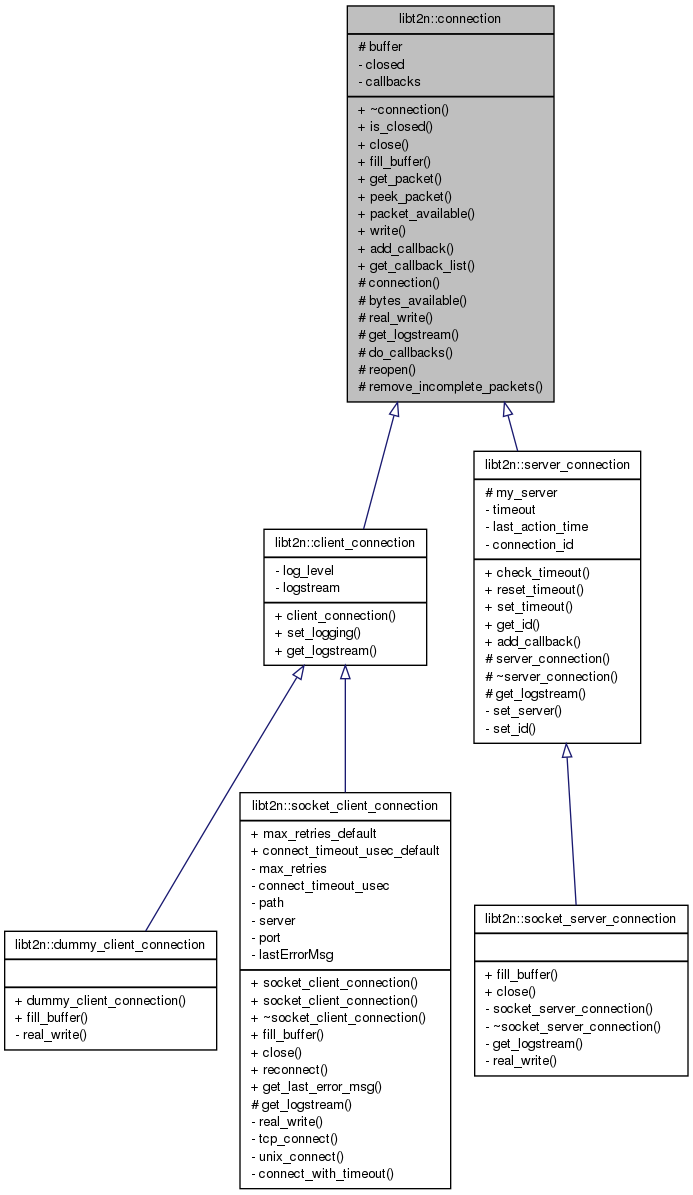 libt2n::connection
# buffer
- closed
- callbacks
+ ~connection()
+ is_closed()
+ close()
+ fill_buffer()
+ get_packet()
+ peek_packet()
+ packet_available()
+ write()
+ add_callback()
+ get_callback_list()
# connection()
# bytes_available()
# real_write()
# get_logstream()
# do_callbacks()
# reopen()
# remove_incomplete_packets()
libt2n::server_connection
# my_server
- timeout
- last_action_time
- connection_id
+ check_timeout()
+ reset_timeout()
+ set_timeout()
+ get_id()
+ add_callback()
# server_connection()
# ~server_connection()
# get_logstream()
- set_server()
- set_id()
libt2n::client_connection
- log_level
- logstream
+ client_connection()
+ set_logging()
+ get_logstream()
libt2n::socket_client_connection
+ max_retries_default
+ connect_timeout_usec_default
- max_retries
- connect_timeout_usec
- path
- server
- port
- lastErrorMsg
+ socket_client_connection()
+ socket_client_connection()
+ ~socket_client_connection()
+ fill_buffer()
+ close()
+ reconnect()
+ get_last_error_msg()
# get_logstream()
- real_write()
- tcp_connect()
- unix_connect()
- connect_with_timeout()
libt2n::socket_server_connection
+ fill_buffer()
+ close()
- socket_server_connection()
- ~socket_server_connection()
- get_logstream()
- real_write()
libt2n::dummy_client_connection
+ dummy_client_connection()
+ fill_buffer()
- real_write()